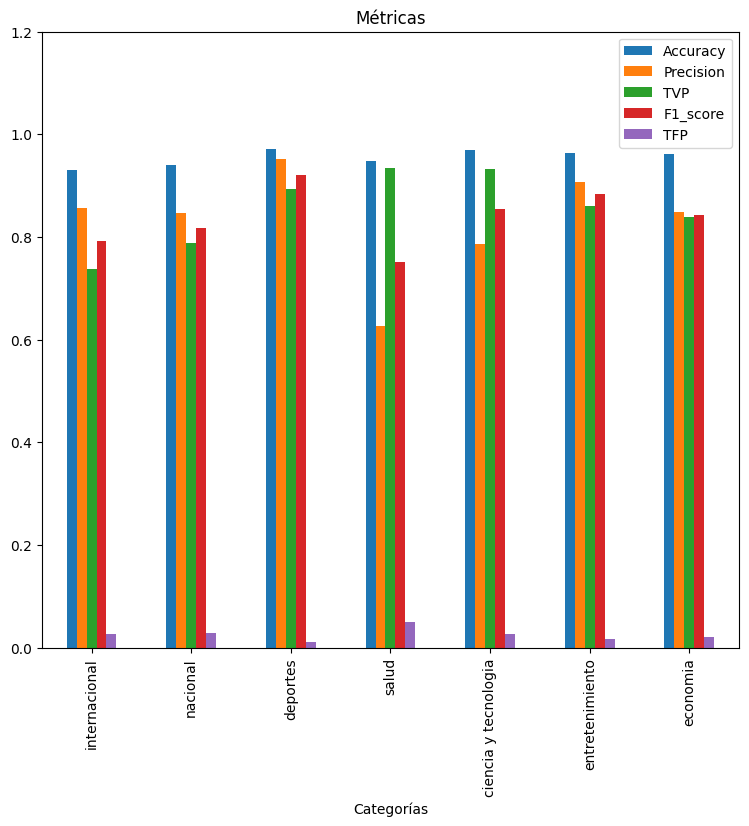 Métricas
1.2
1.0
0.8
0.6
0.4
0.2
0.0
Accuracy
Precision
TVP
F1_score
TFP
internacional
nacional
deportes
salud
ciencia y tecnologia
entretenimiento
economia
Categorías